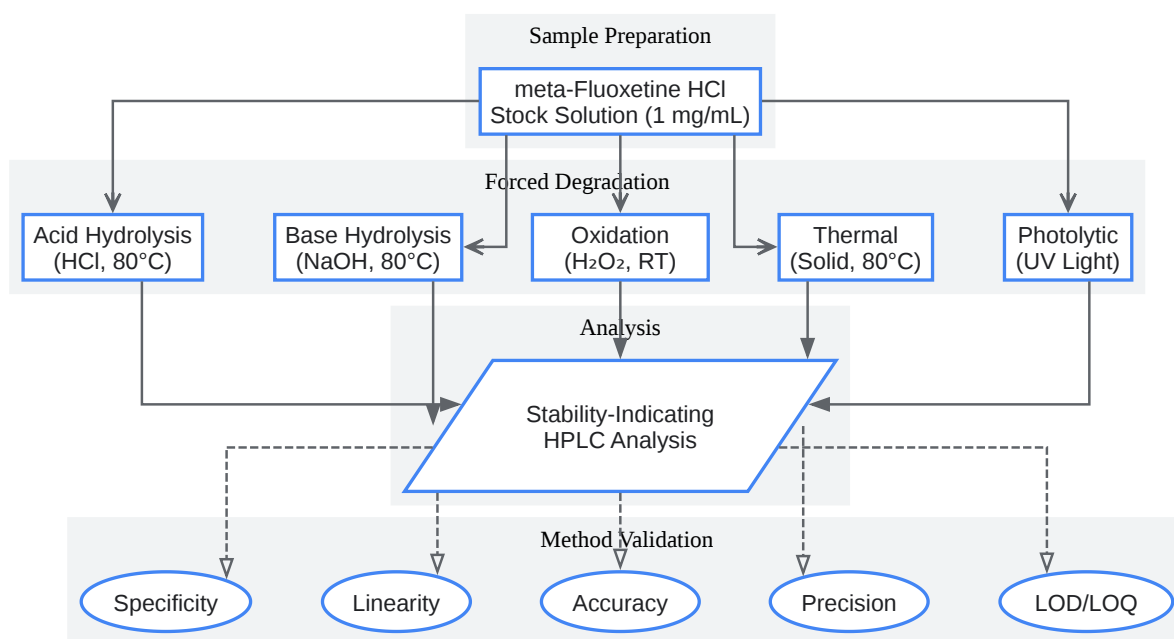 Sample Preparation
meta-Fluoxetine HCl
Stock Solution (1 mg/mL)
Forced Degradation
Acid Hydrolysis
(HCl, 80°C)
Base Hydrolysis
(NaOH, 80°C)
Oxidation
(H₂O₂, RT)
Thermal
(Solid, 80°C)
Photolytic
(UV Light)
Analysis
Stability-Indicating
HPLC Analysis
Method Validation
Specificity
Linearity
Accuracy
Precision
LOD/LOQ